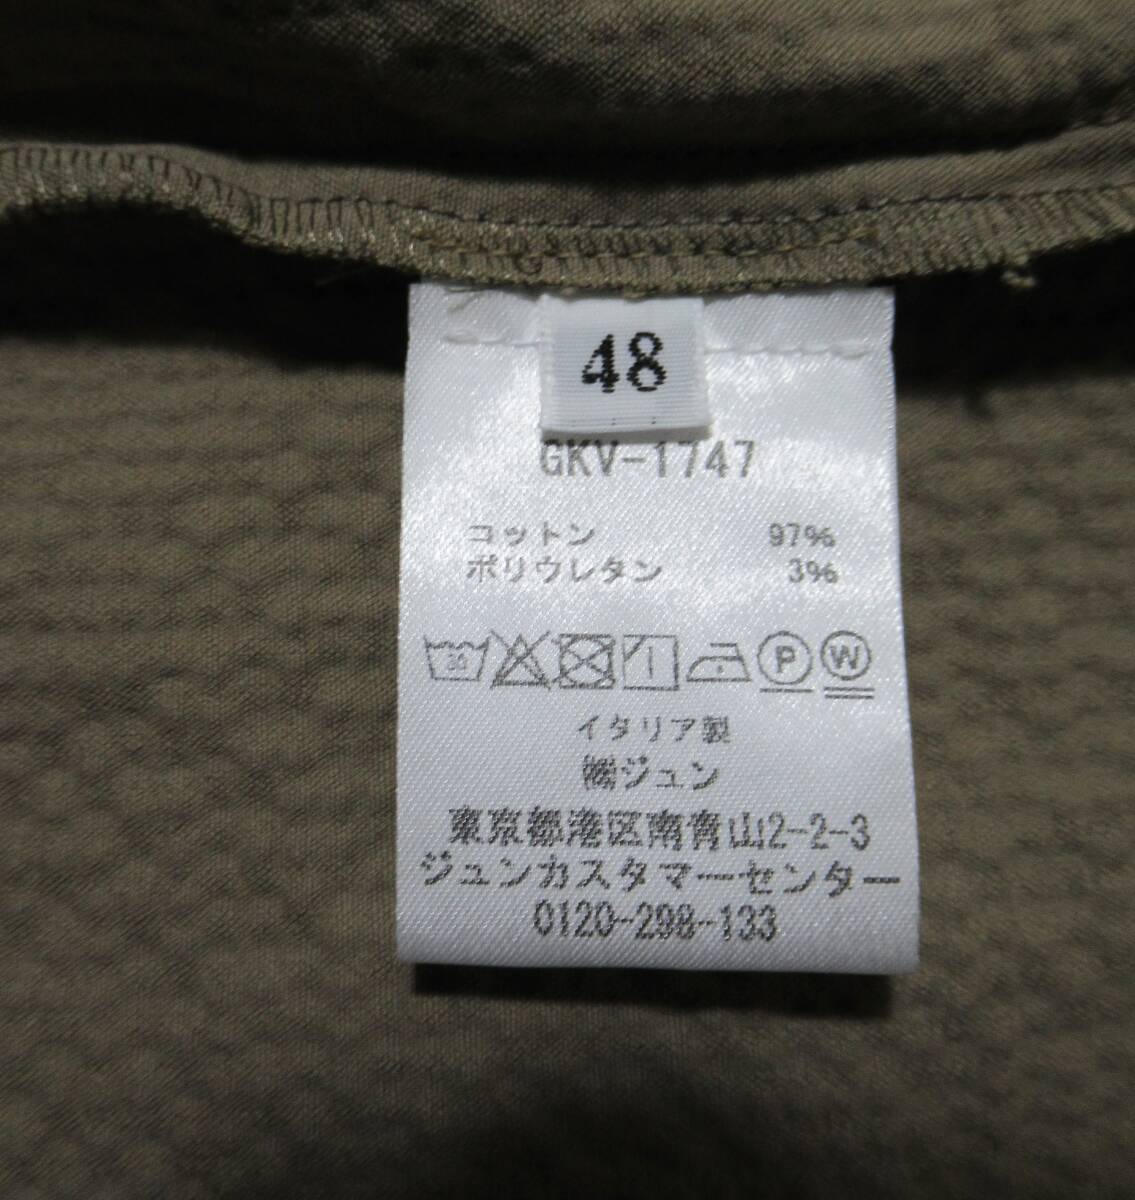 48
GKV-1747
コットン 97%
ポリウレタン 3%
30
P W
イタリア製
㈱ジュン
東京都港区南青山2-2-3
ジュンカスタマーセンター
0120-298-133